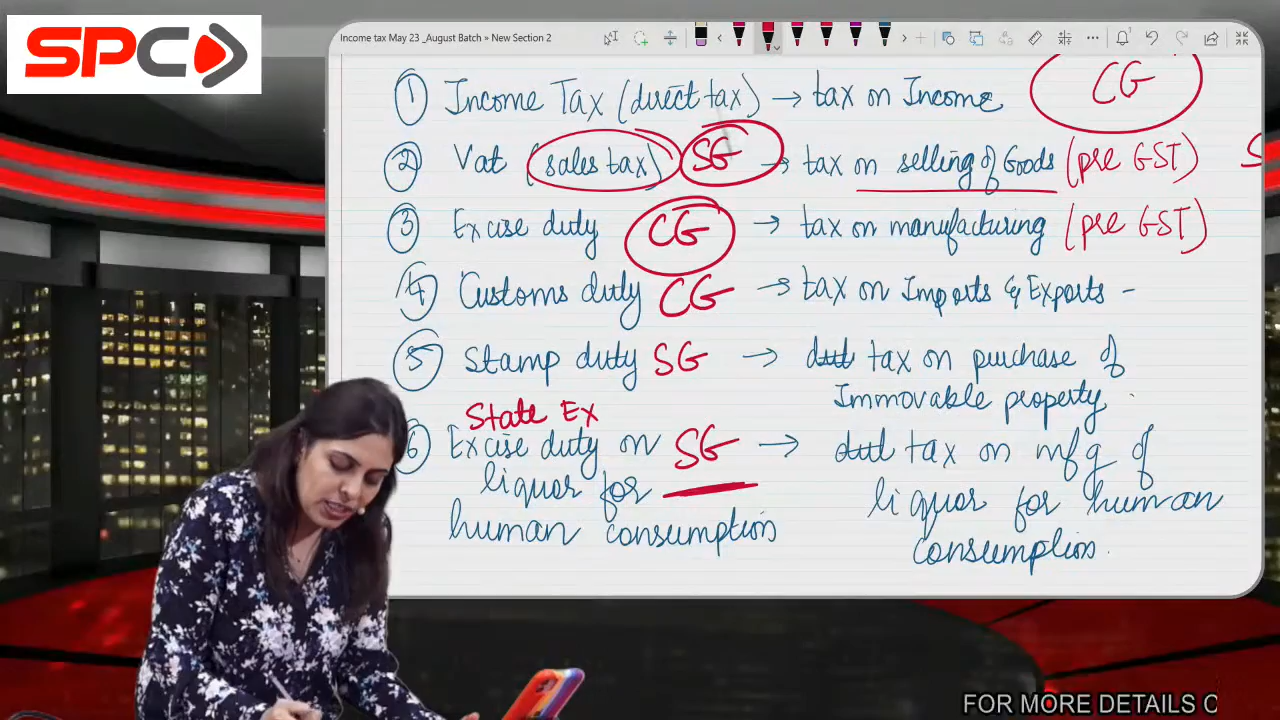 SPC
Income tax May 23 _August Batch » New Section 2
CG
① Income Tax (direct tax) → tax on Income
② Vat (sales tax) SG → tax on selling of Goods (pre GST) S
③ Excise duty CG → tax on manufacturing (pre GST)
④ Customs duty CG → tax on Imports & Exports -
⑤ Stamp duty SG → tax on purchase of
Immovable property
State Ex
⑥ Excise duty on SG → tax on mfg of
liquor for
liquor for human
human consumption
consumption.
FOR MORE DETAILS C